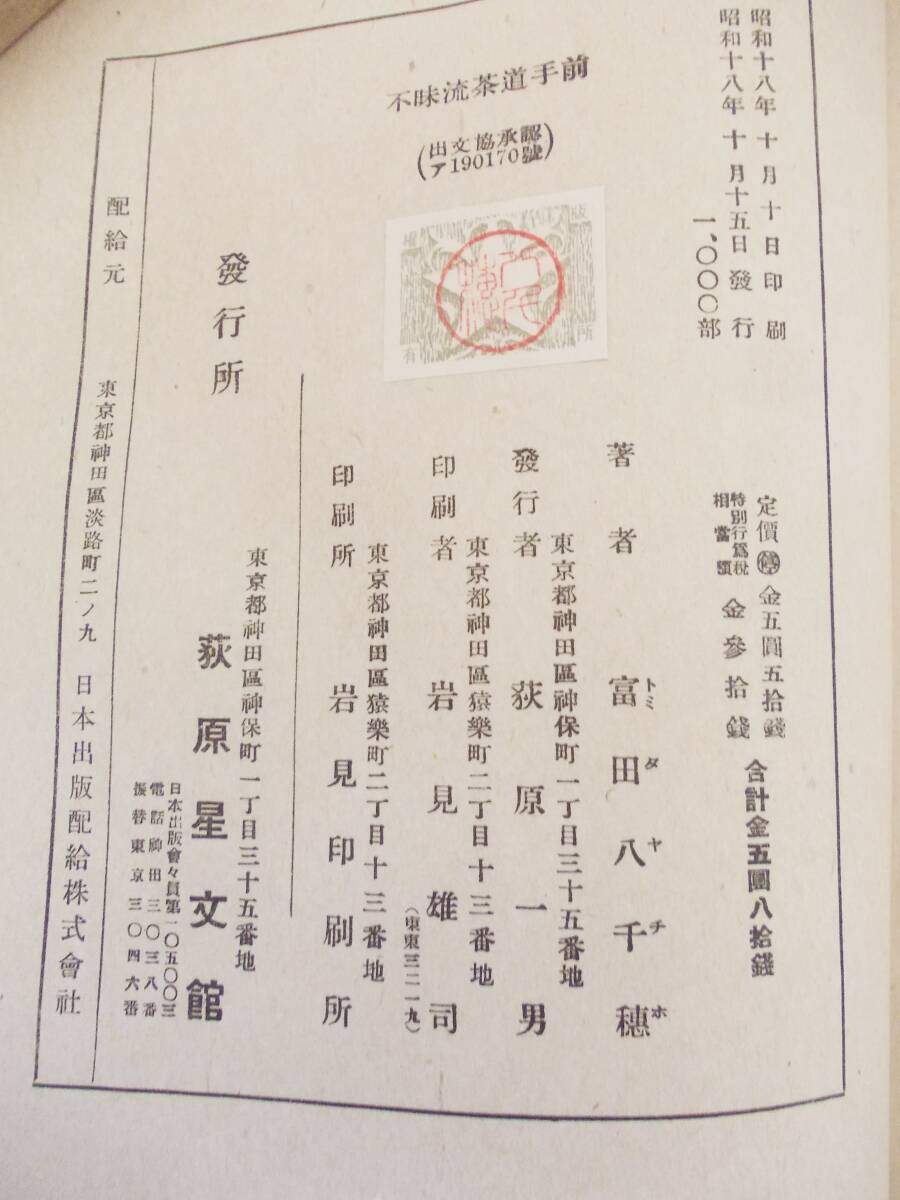 昭和十八年十月十日印刷
昭和十八年十月十五日發行
一、〇〇〇部
定價 停 金五圓五拾錢
特別行爲稅
相當額
金參拾錢
合計金五圓八拾錢
不昧流茶道手前
(出文協承認
ア190170號)
著者 富田八千穗
トミ タ ヤ チ ホ
東京都神田區神保町一丁目三十五番地
發行者 荻原一男
東京都神田區猿樂町二丁目十三番地
印刷者 岩見雄司
(東東三二一九)
東京都神田區猿樂町二丁目十三番地
印刷所 岩見印刷所
發行所
東京都神田區神保町一丁目三十五番地
荻原星文館
日本出版會々員第一〇五〇〇三
電話神田三〇三八番
振替東京三〇四六番
配給元 東京都神田區淡路町二ノ九 日本出版配給株式會社